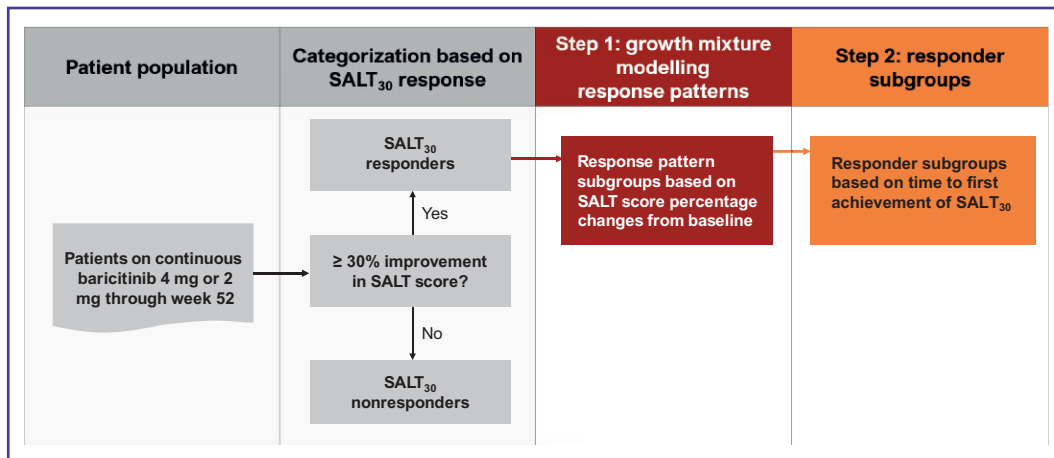 Patient population
Categorization based on
SALT₃₀ response
Step 1: growth mixture
modelling
response patterns
Step 2: responder
subgroups
Patients on continuous
baricitinib 4 mg or 2
mg through week 52
SALT₃₀
responders
Yes
≥ 30% improvement
in SALT score?
No
SALT₃₀
nonresponders
Response pattern
subgroups based on
SALT score percentage
changes from baseline
Responder subgroups
based on time to first
achievement of SALT₃₀